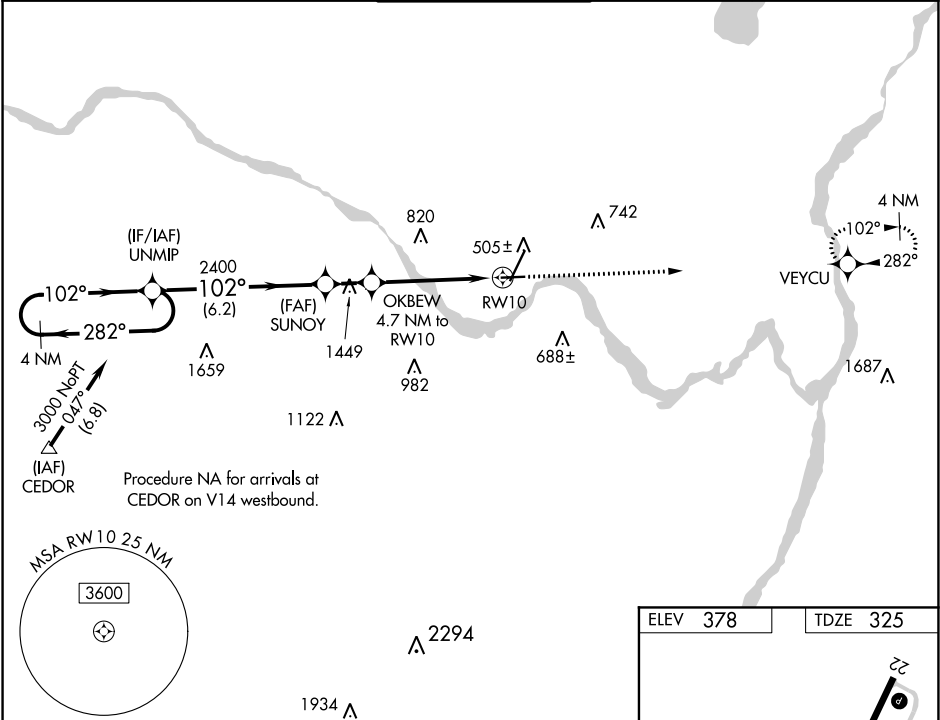 820
742
505±
4 NM
102°
282°
VEYCU
(IF/IAF)
UNMIP
2400
102°
(6.2)
102°
282°
4 NM
(FAF)
SUNOY
OKBEW
4.7 NM to
RW10
RW10
1659
1449
982
688±
1687
1122
3000 NoPT
047°
(6.8)
(IAF)
CEDOR
Procedure NA for arrivals at
CEDOR on V14 westbound.
MSA RW10 25 NM
3600
2294
1934
ELEV 378
TDZE 325
22
P